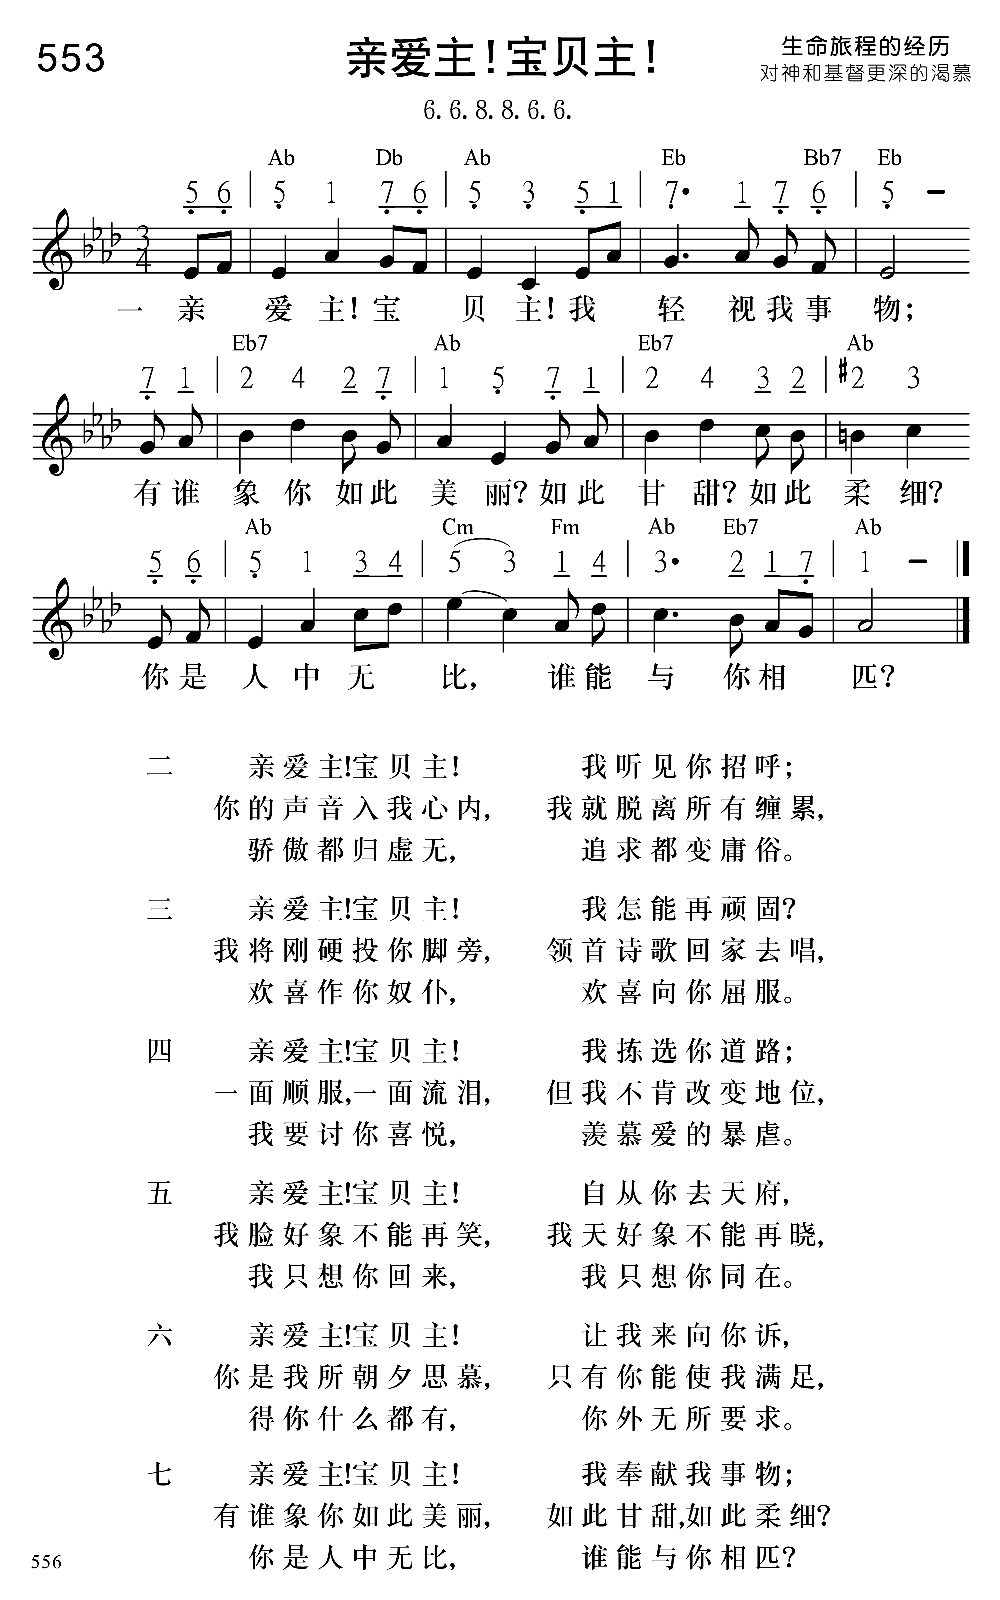 553
亲爱主！宝贝主！
生命旅程的经历
对神和基督更深的渴慕
6.6.8.8.6.6.
Ab Db Ab Eb Bb7 Eb
5 6 | 5 1 7 6 | 5 3 5 1 | 7· 1 7 6 | 5 –
3
4
一 亲 爱 主！宝 贝 主！我 轻 视 我 事 物；
Eb7 Ab Eb7 Ab
7 1 | 2 4 2 7 | 1 5 7 1 | 2 4 3 2 | #2 3
有 谁 象 你 如 此 美 丽？如 此 甘 甜？如 此 柔 细？
Ab Cm Fm Ab Eb7 Ab
5 6 | 5 1 3 4 | 5 3 1 4 | 3· 2 1 7 | 1 –
你 是 人 中 无 比， 谁 能 与 你 相 匹？
二 亲爱主!宝贝主! 我听见你招呼；
你的声音入我心内， 我就脱离所有缠累，
骄傲都归虚无， 追求都变庸俗。
三 亲爱主!宝贝主! 我怎能再顽固？
我将刚硬投你脚旁， 领首诗歌回家去唱，
欢喜作你奴仆， 欢喜向你屈服。
四 亲爱主!宝贝主! 我拣选你道路；
一面顺服,一面流泪， 但我不肯改变地位，
我要讨你喜悦， 羡慕爱的暴虐。
五 亲爱主!宝贝主! 自从你去天府，
我脸好象不能再笑， 我天好象不能再晓，
我只想你回来， 我只想你同在。
六 亲爱主!宝贝主! 让我来向你诉，
你是我所朝夕思慕， 只有你能使我满足，
得你什么都有， 你外无所要求。
七 亲爱主!宝贝主! 我奉献我事物；
有谁象你如此美丽， 如此甘甜,如此柔细？
你是人中无比， 谁能与你相匹？
556